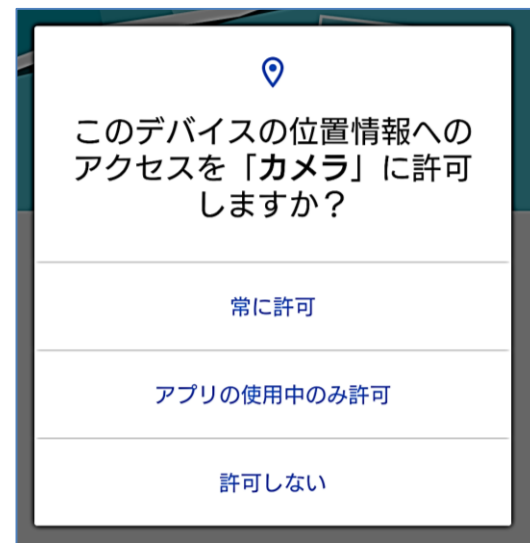 このデバイスの位置情報への
アクセスを「カメラ」に許可
しますか？
常に許可
アプリの使用中のみ許可
許可しない